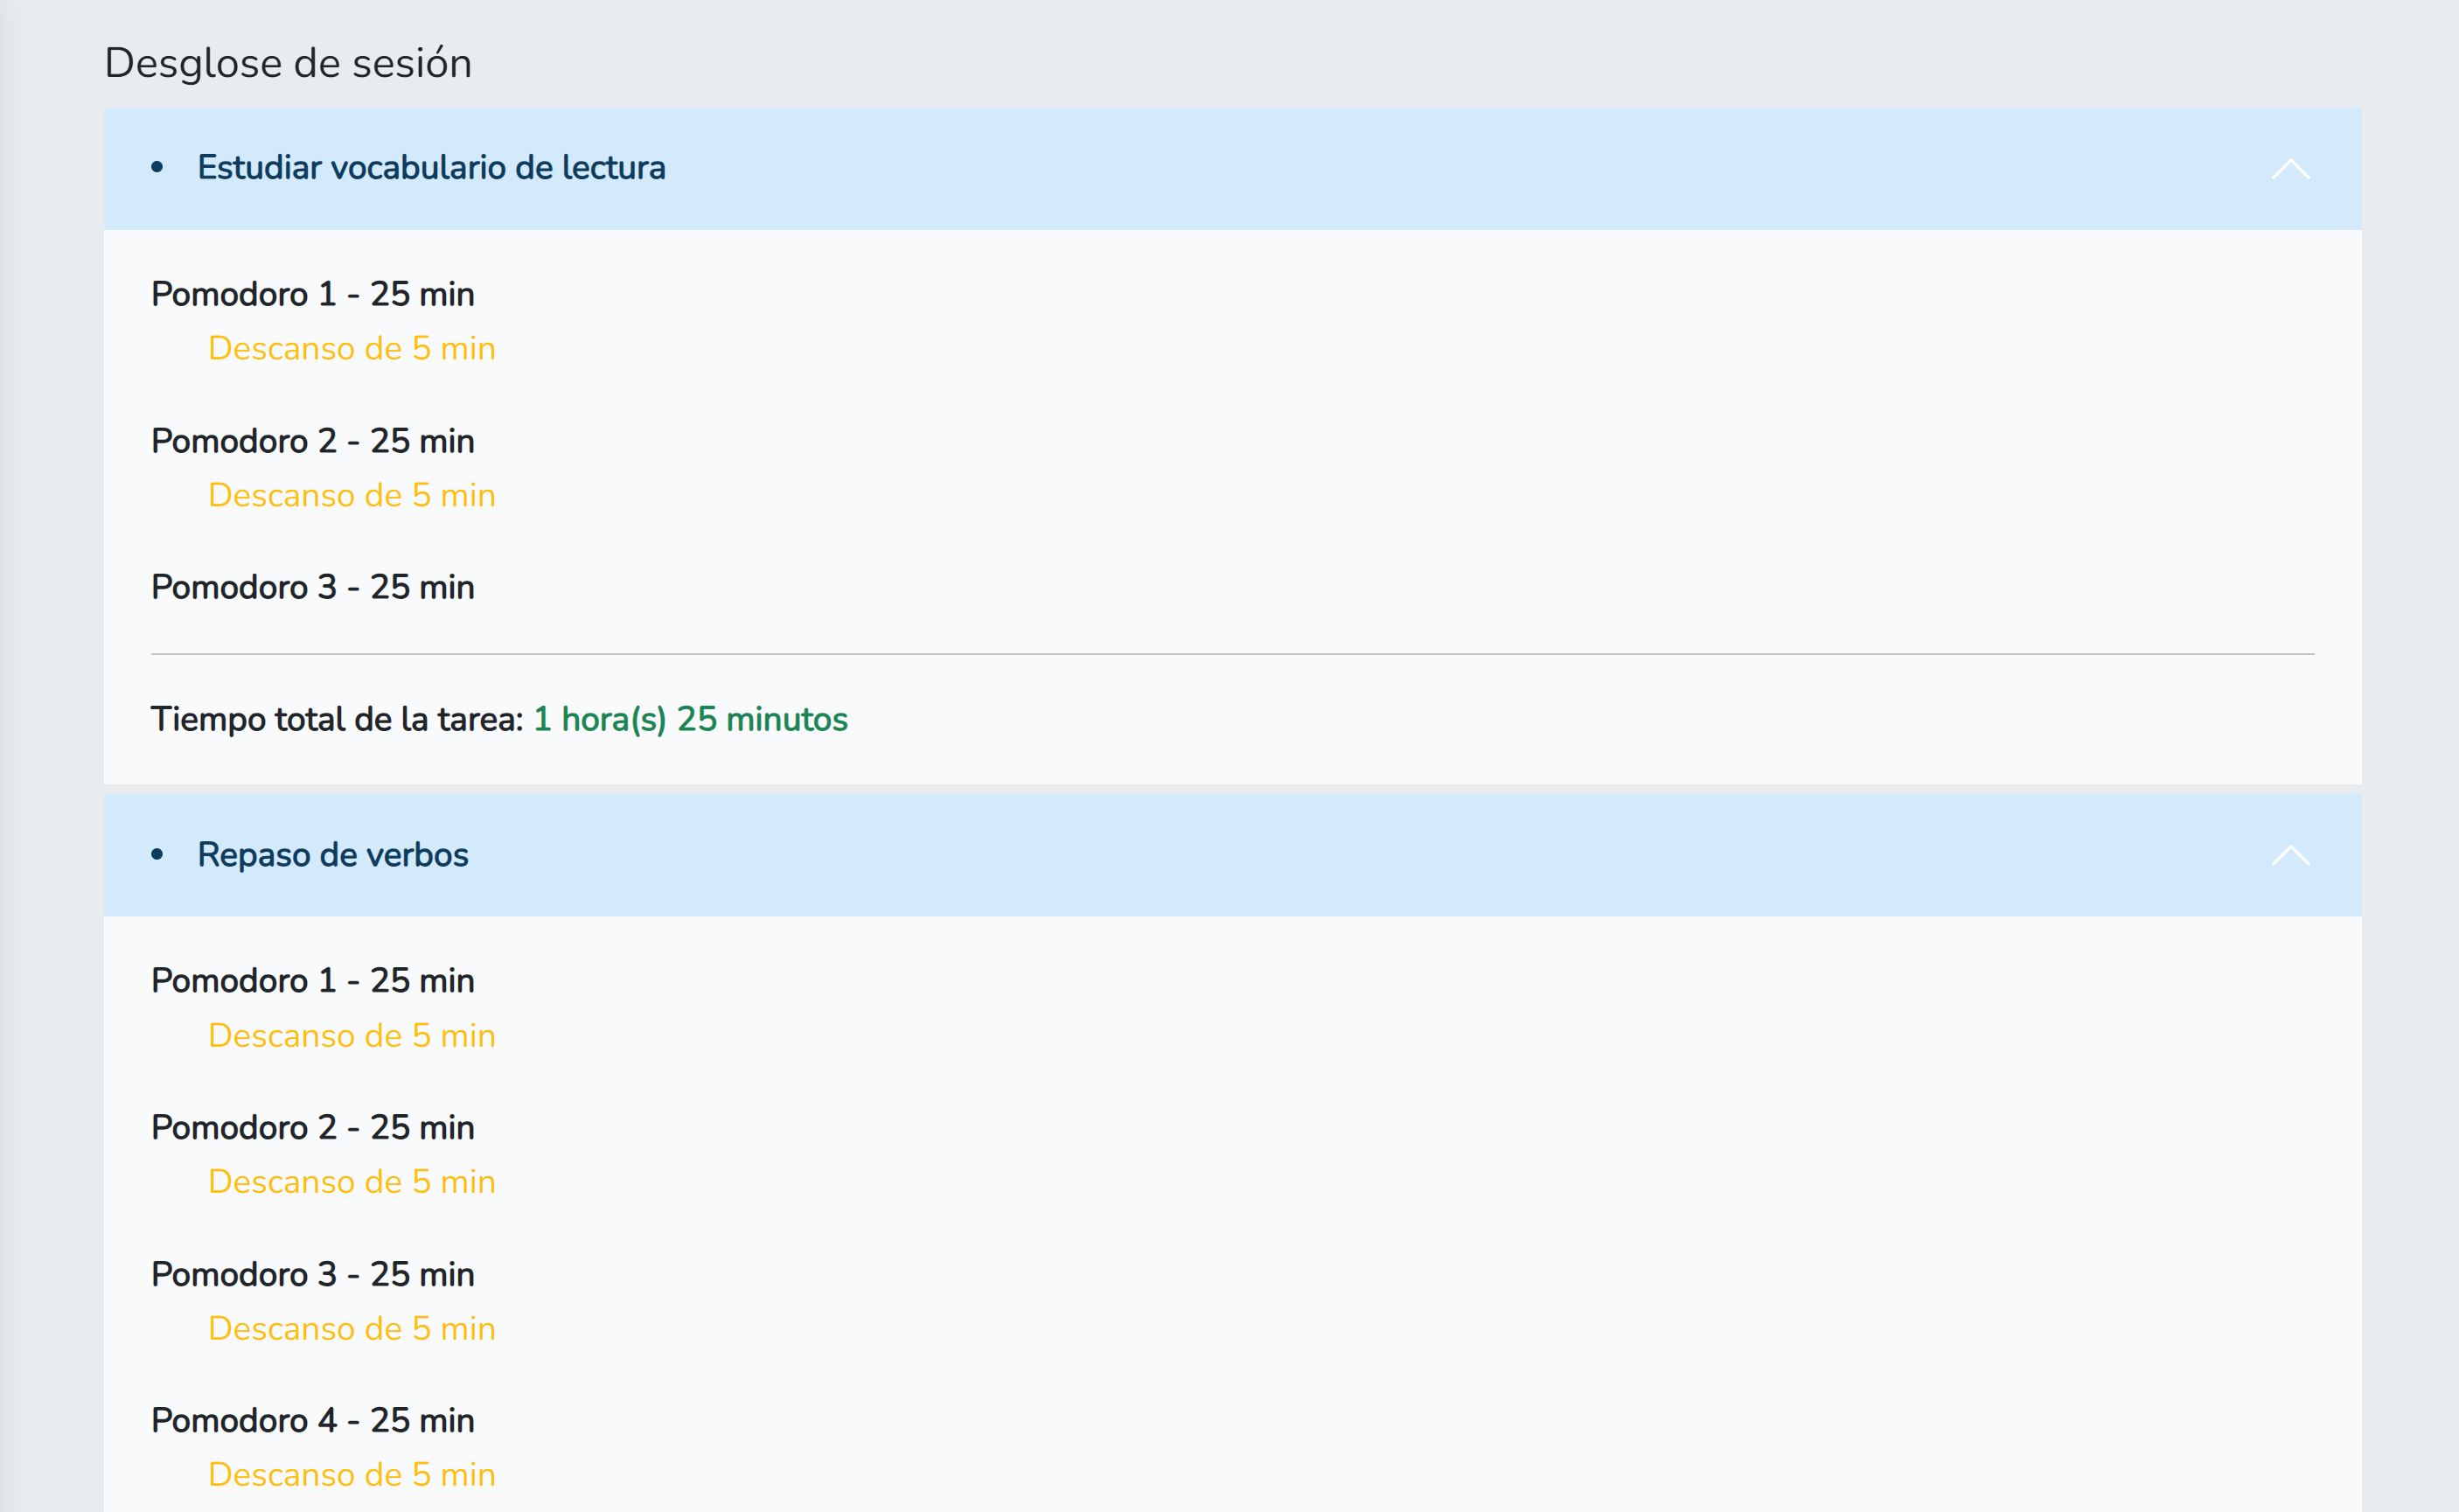 Desglose de sesión
• Estudiar vocabulario de lectura
Pomodoro 1 - 25 min
Descanso de 5 min
Pomodoro 2 - 25 min
Descanso de 5 min
Pomodoro 3 - 25 min
Tiempo total de la tarea: 1 hora(s) 25 minutos
• Repaso de verbos
Pomodoro 1 - 25 min
Descanso de 5 min
Pomodoro 2 - 25 min
Descanso de 5 min
Pomodoro 3 - 25 min
Descanso de 5 min
Pomodoro 4 - 25 min
Descanso de 5 min